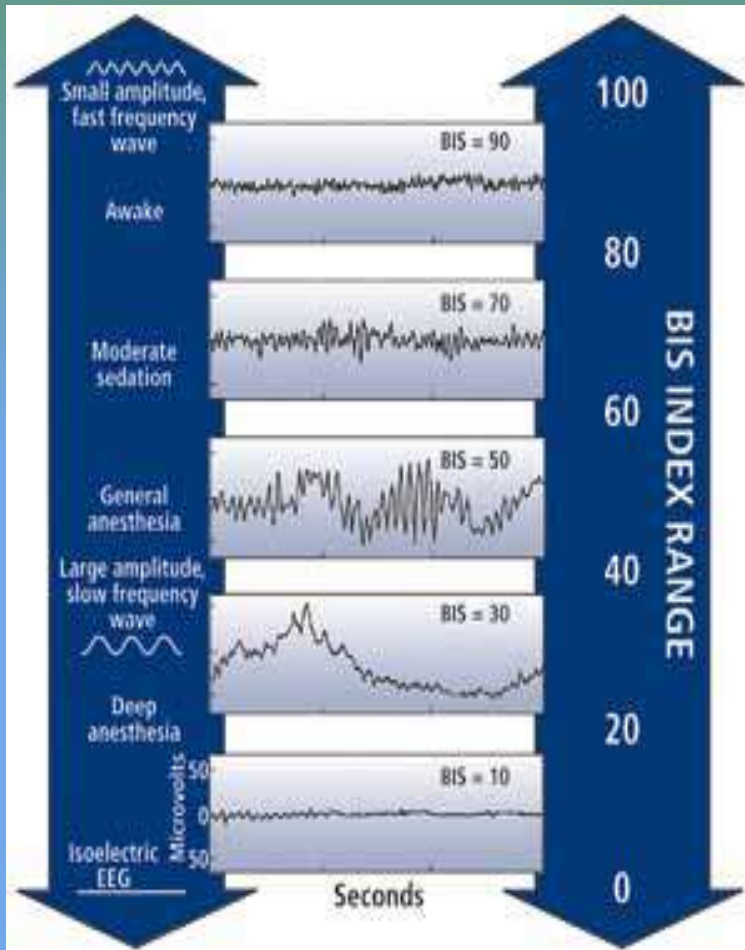 Small amplitude,
fast frequency
wave
Awake
Moderate
sedation
General
anesthesia
Large amplitude,
slow frequency
wave
Deep
anesthesia
Isoelectric
EEG
BIS = 90
BIS = 70
BIS = 50
BIS = 30
BIS = 10
Microvolts
50
0
50
Seconds
100
80
60
40
20
0
BIS INDEX RANGE